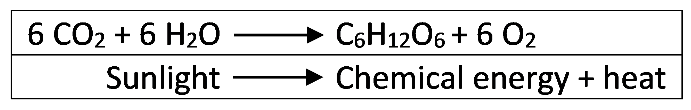 6 CO₂ + 6 H₂O ⟶ C₆H₁₂O₆ + 6 O₂
Sunlight ⟶ Chemical energy + heat